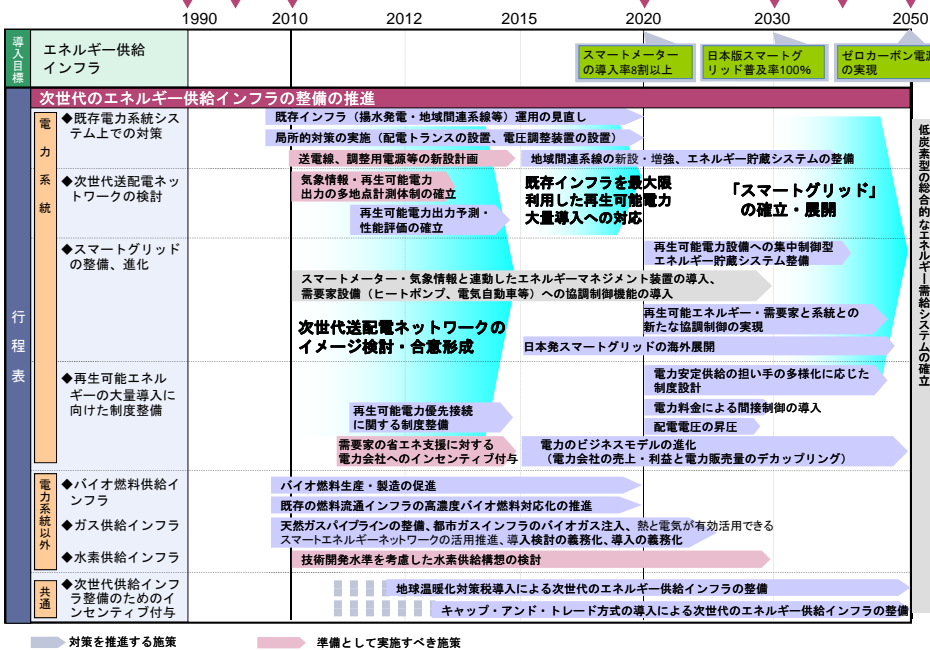 1990 2010 2012 2015 2020 2030 2050
導入目標
エネルギー供給
インフラ
スマートメーター
の導入率8割以上
日本版スマートグ
リッド普及率100%
ゼロカーボン電源
の実現
行程表
次世代のエネルギー供給インフラの整備の推進
電力系統
◆既存電力系統シス
テム上での対策
既存インフラ（揚水発電・地域間連系線等）運用の見直し
局所的対策の実施（配電トランスの設置、電圧調整装置の設置）
送電線、調整用電源等の新設計画
地域間連系線の新設・増強、エネルギー貯蔵システムの整備
◆次世代送配電ネッ
トワークの検討
気象情報・再生可能電力
出力の多地点計測体制の確立
再生可能電力出力予測・
性能評価の確立
既存インフラを最大限
利用した再生可能電力
大量導入への対応
「スマートグリッド」
の確立・展開
◆スマートグリッド
の整備、進化
再生可能電力設備への集中制御型
エネルギー貯蔵システム整備
スマートメーター・気象情報と連動したエネルギーマネジメント装置の導入、
需要家設備（ヒートポンプ、電気自動車等）への協調制御機能の導入
再生可能エネルギー・需要家と系統との
新たな協調制御の実現
次世代送配電ネットワークの
イメージ検討・合意形成
日本発スマートグリッドの海外展開
◆再生可能エネル
ギーの大量導入に
向けた制度整備
電力安定供給の担い手の多様化に応じた
制度設計
再生可能電力優先接続
に関する制度整備
電力料金による間接制御の導入
配電電圧の昇圧
需要家の省エネ支援に対する
電力会社へのインセンティブ付与
電力のビジネスモデルの進化
（電力会社の売上・利益と電力販売量のデカップリング）
電力系統以外
◆バイオ燃料供給イ
ンフラ
バイオ燃料生産・製造の促進
既存の燃料流通インフラの高濃度バイオ燃料対応化の推進
◆ガス供給インフラ
天然ガスパイプラインの整備、都市ガスインフラのバイオガス注入、熱と電気が有効活用できる
スマートエネルギーネットワークの活用推進、導入検討の義務化、導入の義務化
◆水素供給インフラ
技術開発水準を考慮した水素供給構想の検討
共通
◆次世代供給インフ
ラ整備のためのイ
ンセンティブ付与
地球温暖化対策税導入による次世代のエネルギー供給インフラの整備
キャップ・アンド・トレード方式の導入による次世代のエネルギー供給インフラの整備
低炭素型の総合的なエネルギー需給システムの確立
対策を推進する施策
準備として実施すべき施策